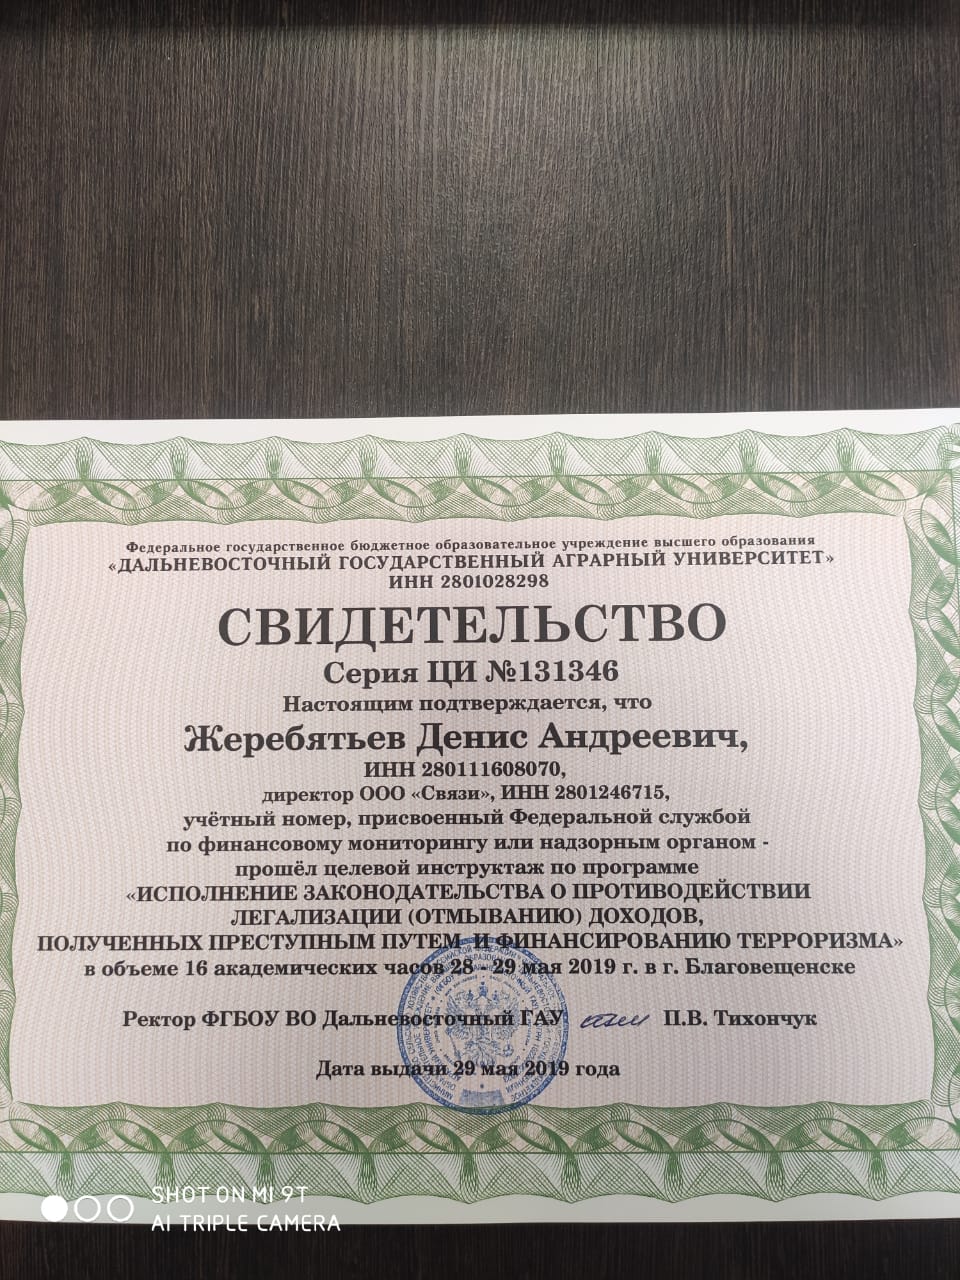 Федеральное государственное бюджетное образовательное учреждение высшего образования
«ДАЛЬНЕВОСТОЧНЫЙ ГОСУДАРСТВЕННЫЙ АГРАРНЫЙ УНИВЕРСИТЕТ»
ИНН 2801028298
СВИДЕТЕЛЬСТВО
Серия ЦИ №131346
Настоящим подтверждается, что
Жеребятьев Денис Андреевич,
ИНН 280111608070,
директор ООО «Связи», ИНН 2801246715,
учётный номер, присвоенный Федеральной службой
по финансовому мониторингу или надзорным органом -
прошёл целевой инструктаж по программе
«ИСПОЛНЕНИЕ ЗАКОНОДАТЕЛЬСТВА О ПРОТИВОДЕЙСТВИИ
ЛЕГАЛИЗАЦИИ (ОТМЫВАНИЮ) ДОХОДОВ,
ПОЛУЧЕННЫХ ПРЕСТУПНЫМ ПУТЕМ, И ФИНАНСИРОВАНИЮ ТЕРРОРИЗМА»
в объеме 16 академических часов 28 - 29 мая 2019 г. в г. Благовещенске
Ректор ФГБОУ ВО Дальневосточный ГАУ П.В. Тихончук
Дата выдачи 29 мая 2019 года
SHOT ON MI 9T
AI TRIPLE CAMERA